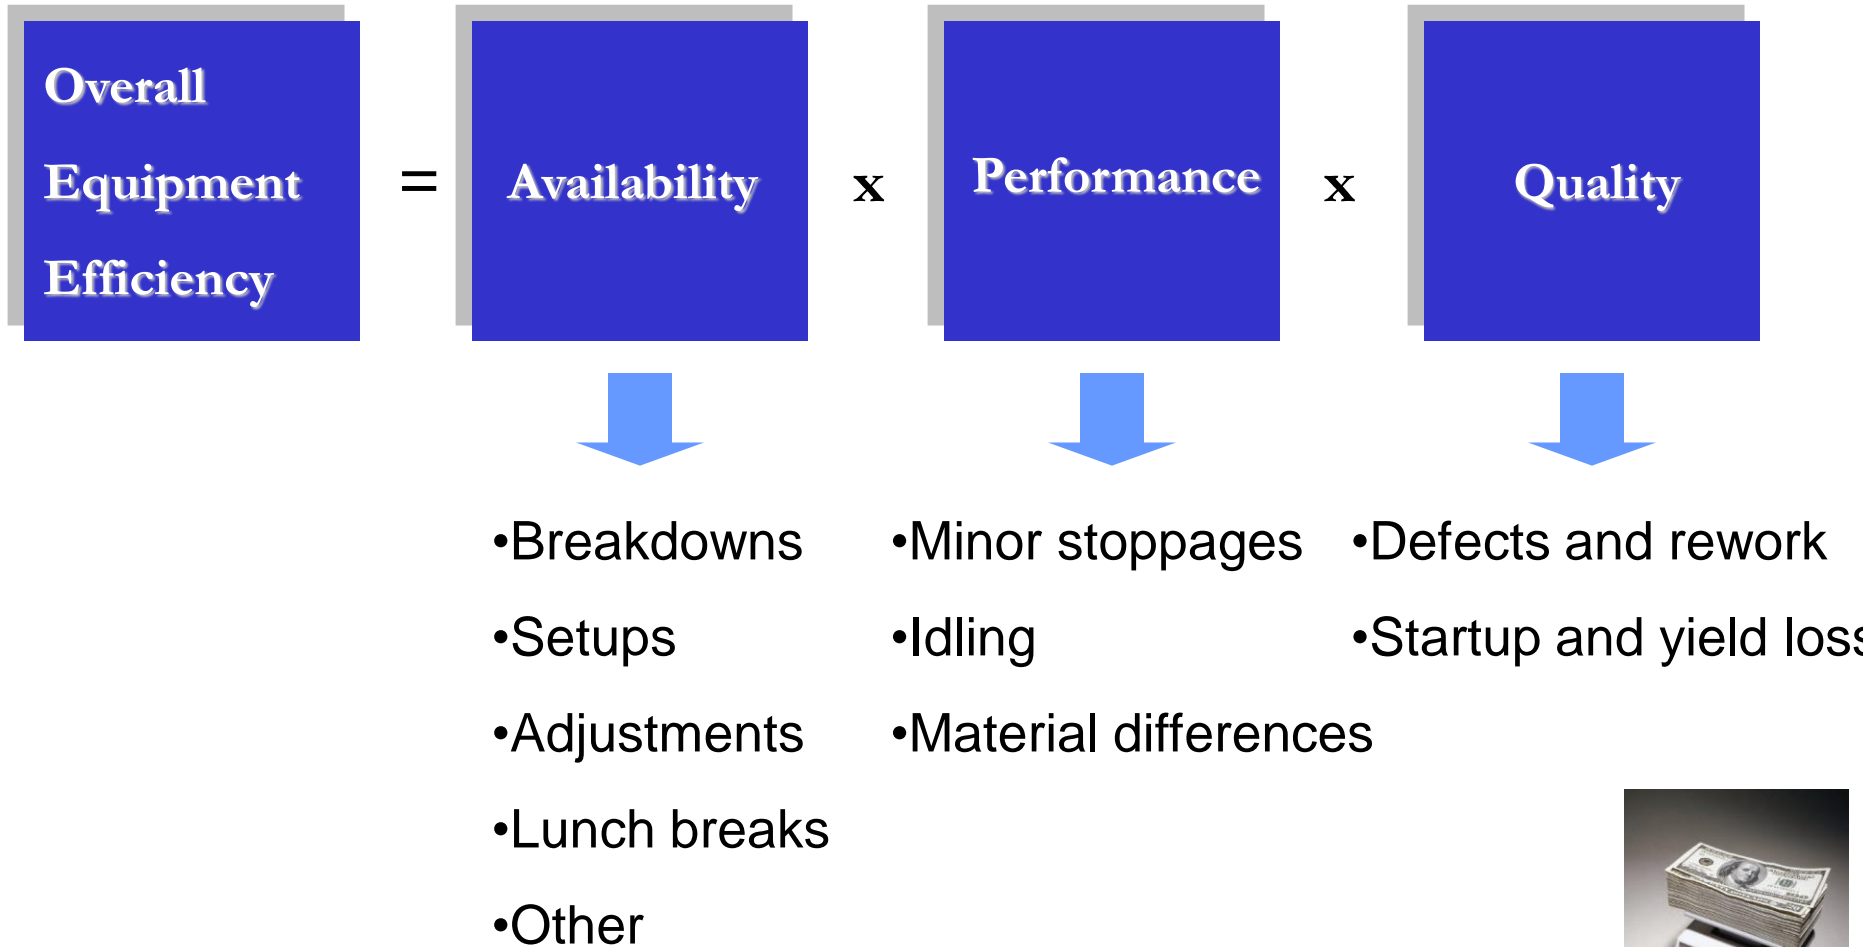 Overall
Equipment
Efficiency
=
Availability
x
Performance
x
Quality
•Breakdowns
•Setups
•Adjustments
•Lunch breaks
•Other
•Minor stoppages
•Idling
•Material differences
•Defects and rework
•Startup and yield loss